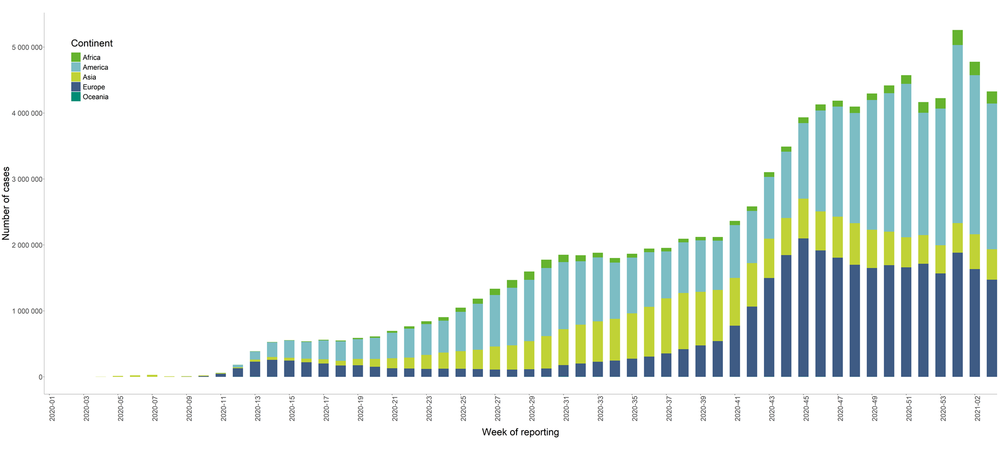 Continent
Africa
America
Asia
Europe
Oceania
Number of cases
5 000 000
4 000 000
3 000 000
2 000 000
1 000 000
0
2020-01
2020-03
2020-05
2020-07
2020-09
2020-11
2020-13
2020-15
2020-17
2020-19
2020-21
2020-23
2020-25
2020-27
2020-29
2020-31
2020-33
2020-35
2020-37
2020-39
2020-41
2020-43
2020-45
2020-47
2020-49
2020-51
2020-53
2021-02
Week of reporting